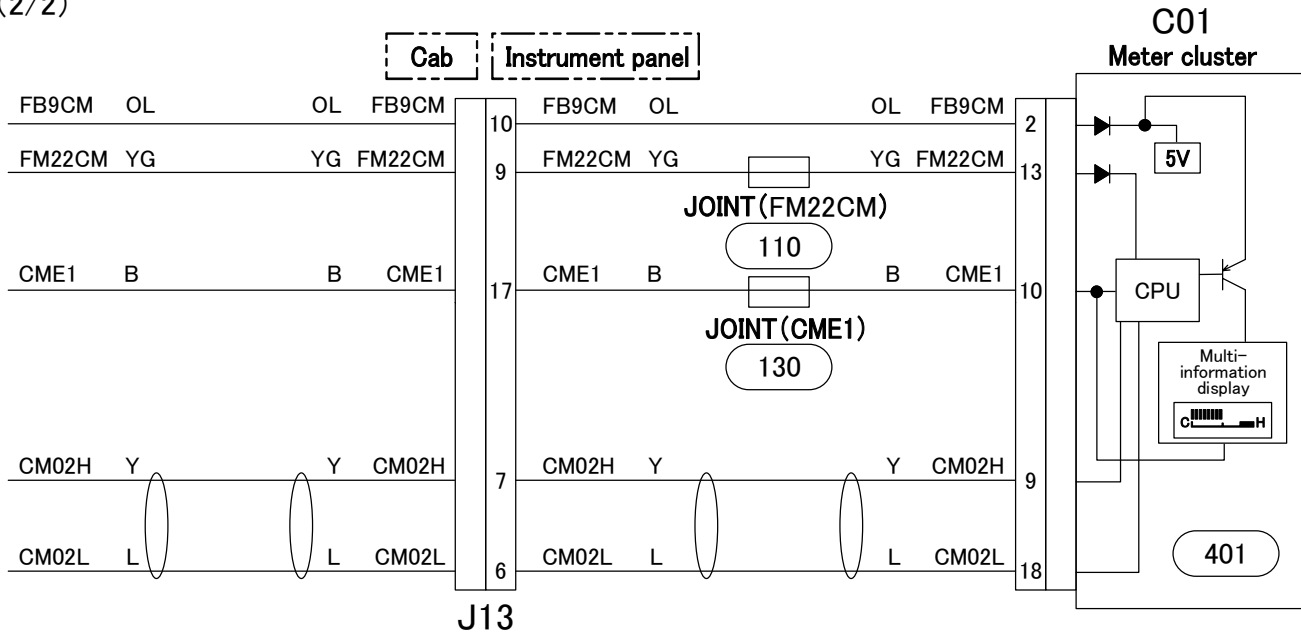 (2/2)
C01
Meter cluster
Cab
Instrument panel
FB9CM OL OL FB9CM 10 FB9CM OL OL FB9CM 2
5V
FM22CM YG YG FM22CM 9 FM22CM YG YG FM22CM 13
JOINT(FM22CM)
110
CME1 B B CME1 17 CME1 B B CME1 10
CPU
JOINT(CME1)
130
Multi-
information
display
C H
CM02H Y Y CM02H 7 CM02H Y Y CM02H 9
CM02L L L CM02L 6 CM02L L L CM02L 18
401
J13